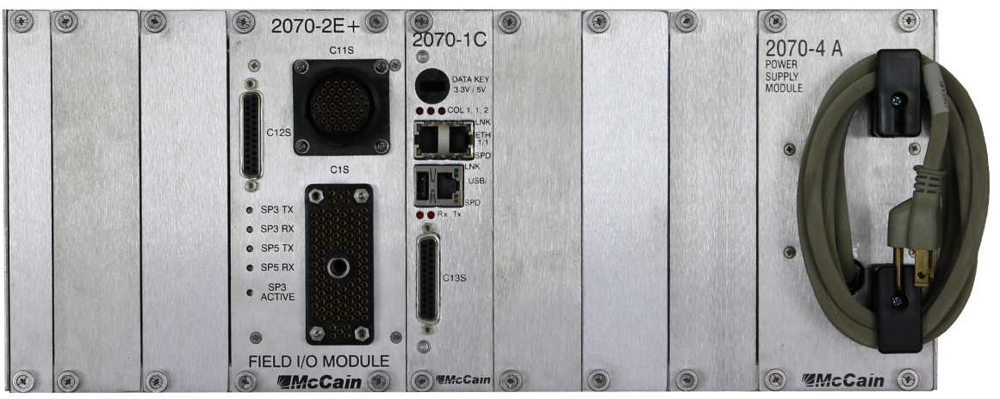 2070-2E+
C11S
C12S
C1S
SP3 TX
SP3 RX
SP5 TX
SP5 RX
SP3
ACTIVE
FIELD I/O MODULE
McCain
2070-1C
DATA KEY
3.3V / 5V
COL 1, 1, 2
LNK
ETH
1/1
SPD
LNK
USB/
SPD
Rx Tx
C13S
McCain
2070-4 A
POWER
SUPPLY
MODULE
McCain